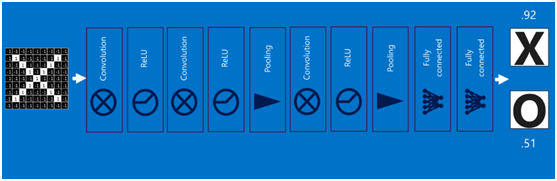 Convolution
ReLU
Convolution
ReLU
Pooling
Convolution
ReLU
Pooling
Fully
connected
Fully
connected
.92
X
O
.51